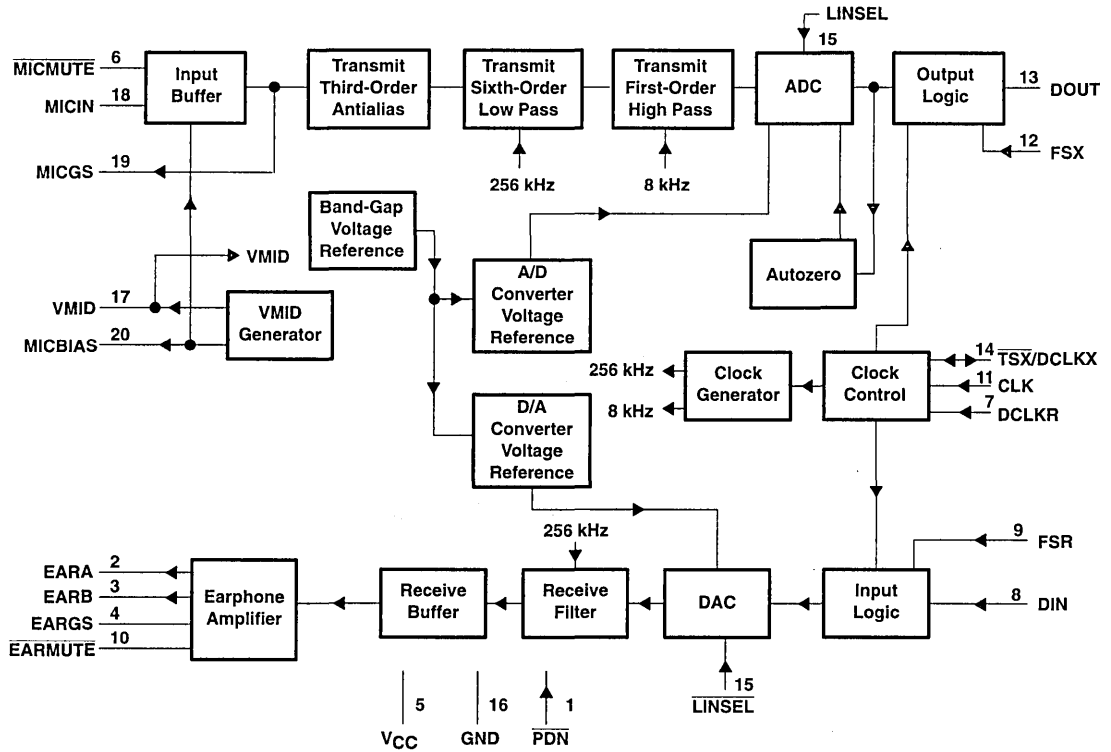 LINSEL
15
MICMUTE
6
MICIN
18
Input
Buffer
Transmit
Third-Order
Antialias
Transmit
Sixth-Order
Low Pass
Transmit
First-Order
High Pass
ADC
Output
Logic
13
DOUT
12
FSX
MICGS
19
256 kHz
8 kHz
Band-Gap
Voltage
Reference
VMID
VMID
17
MICBIAS
20
VMID
Generator
A/D
Converter
Voltage
Reference
Autozero
256 kHz
8 kHz
Clock
Generator
Clock
Control
14
TSX/DCLKX
11
CLK
7
DCLKR
D/A
Converter
Voltage
Reference
256 kHz
9
FSR
8
DIN
EARA
2
EARB
3
EARGS
4
EARMUTE
10
Earphone
Amplifier
Receive
Buffer
Receive
Filter
DAC
Input
Logic
15
LINSEL
5
VCC
16
GND
1
PDN